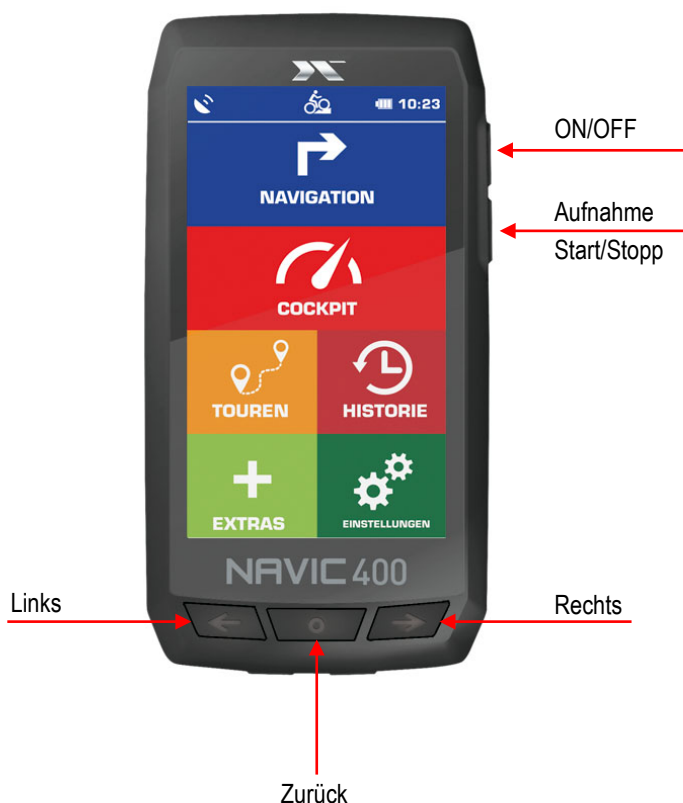 10:23
ON/OFF
NAVIGATION
Aufnahme
Start/Stopp
COCKPIT
TOUREN
HISTORIE
EXTRAS
EINSTELLUNGEN
NAVIC 400
Links
Rechts
Zurück